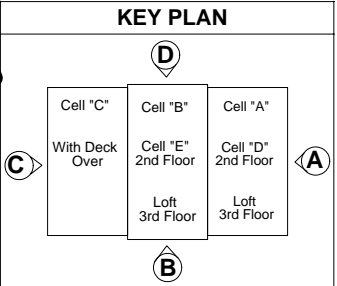 KEY PLAN
D
Cell "C"
With Deck
Over
Cell "B"
Cell "E"
2nd Floor
Loft
3rd Floor
Cell "A"
Cell "D"
2nd Floor
Loft
3rd Floor
C
A
B